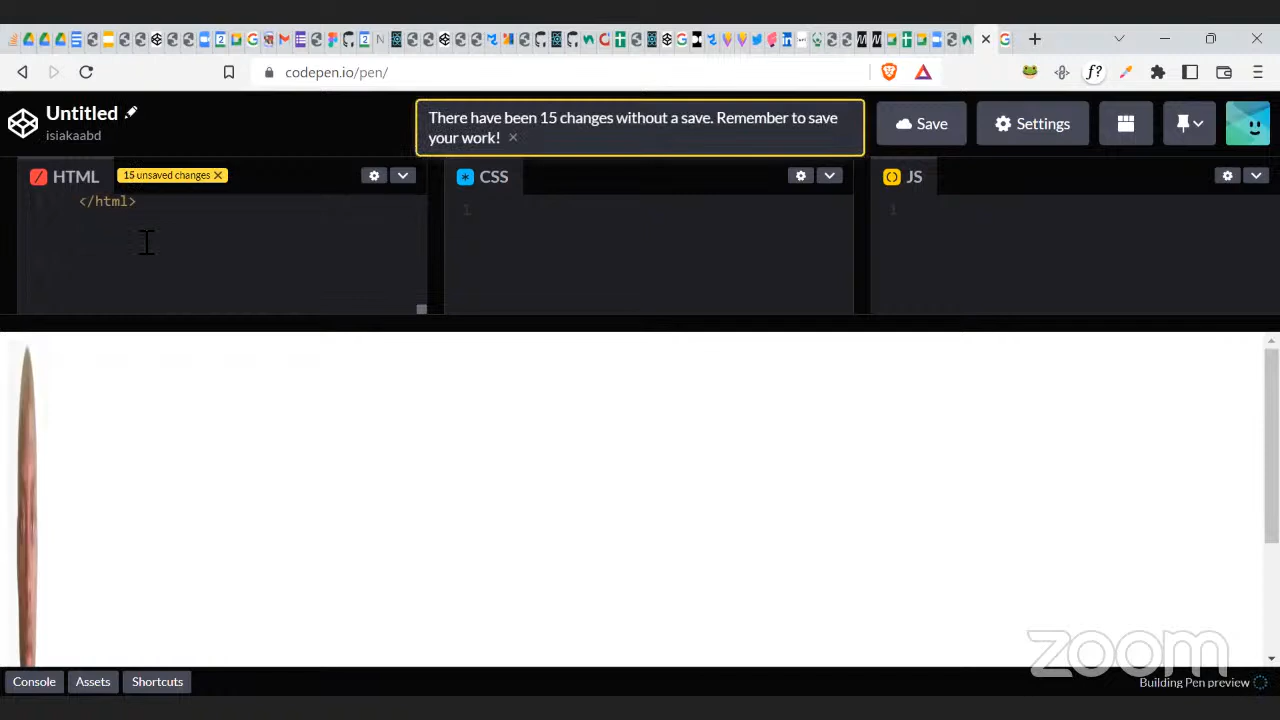 codepen.io/pen/
Untitled
isiakaabd
There have been 15 changes without a save. Remember to save
your work! ×
Save
Settings
HTML
15 unsaved changes ×
CSS
JS
</html>
1
1
zoom
Console
Assets
Shortcuts
Building Pen preview